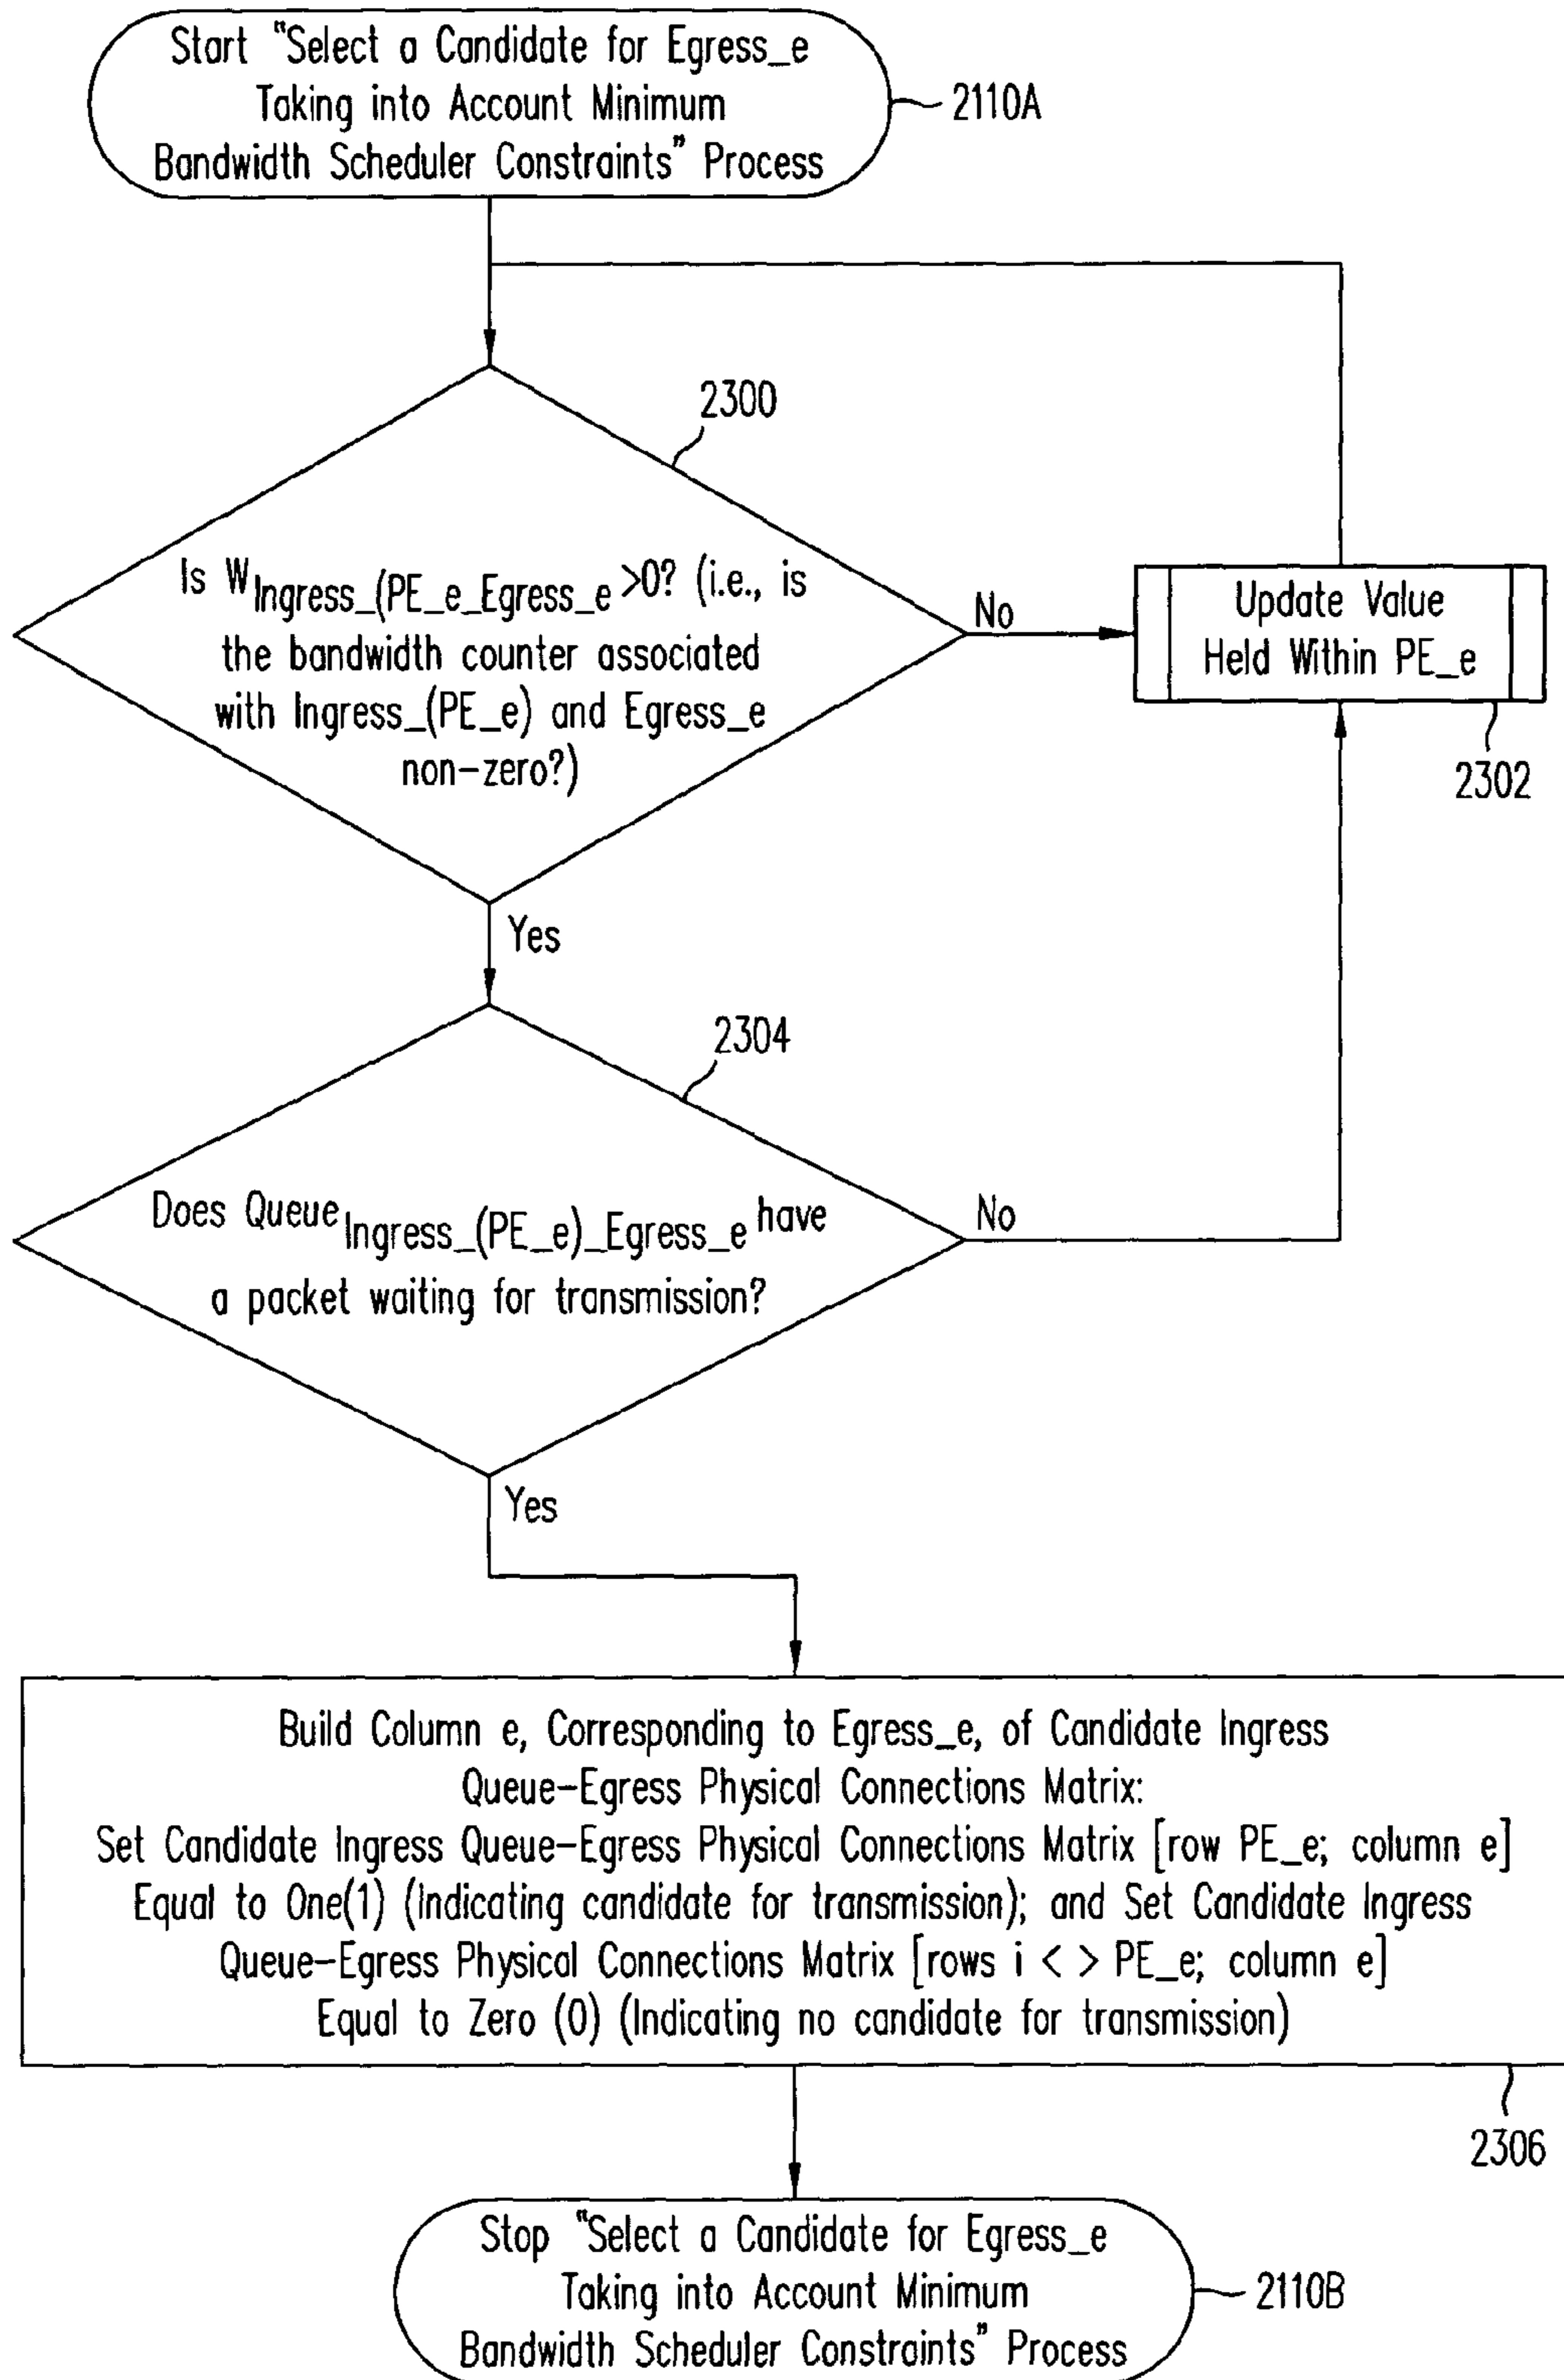 Start "Select a Candidate for Egress_e
Taking into Account Minimum
Bandwidth Scheduler Constraints" Process
2110A
2300
Is W Ingress_(PE_e_Egress_e >0? (i.e., is
the bandwidth counter associated
with Ingress_(PE_e) and Egress_e
non-zero?)
No
Update Value
Held Within PE_e
2302
Yes
2304
Does Queue Ingress_(PE_e)_Egress_e have
a packet waiting for transmission?
No
Yes
Build Column e, Corresponding to Egress_e, of Candidate Ingress
Queue-Egress Physical Connections Matrix:
Set Candidate Ingress Queue-Egress Physical Connections Matrix [row PE_e; column e]
Equal to One(1) (Indicating candidate for transmission); and Set Candidate Ingress
Queue-Egress Physical Connections Matrix [rows i < > PE_e; column e]
Equal to Zero (0) (Indicating no candidate for transmission)
2306
Stop "Select a Candidate for Egress_e
Taking into Account Minimum
Bandwidth Scheduler Constraints" Process
2110B